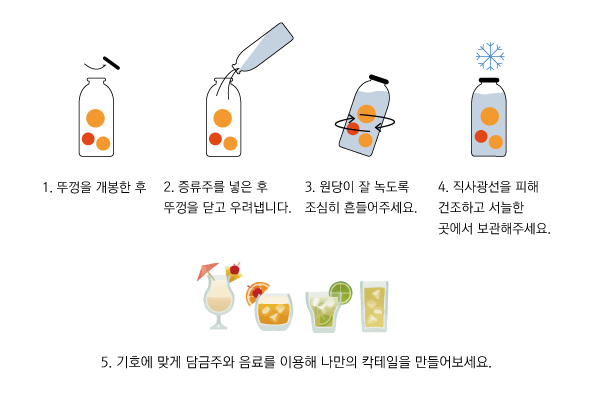 1. 뚜껑을 개봉한 후
2. 증류주를 넣은 후
뚜껑을 닫고 우려냅니다.
3. 원당이 잘 녹도록
조심히 흔들어주세요.
4. 직사광선을 피해
건조하고 서늘한
곳에서 보관해주세요.
5. 기호에 맞게 담금주와 음료를 이용해 나만의 칵테일을 만들어보세요.